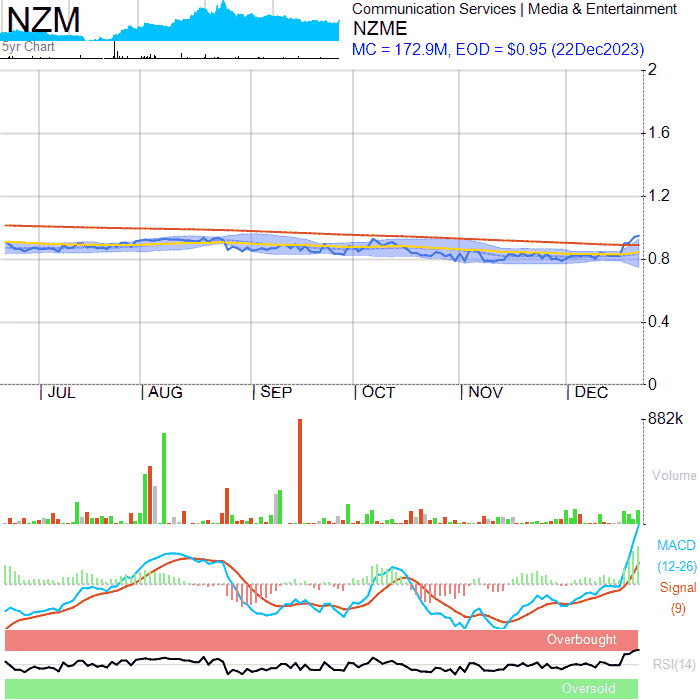 NZM
5yr Chart
Communication Services | Media & Entertainment
NZME
MC = 172.9M, EOD = $0.95 (22Dec2023)
2
1.6
1.2
0.8
0.4
0
JUL AUG SEP OCT NOV DEC
882k
Volume
MACD
(12-26)
Signal
(9)
Overbought
RSI(14)
Oversold